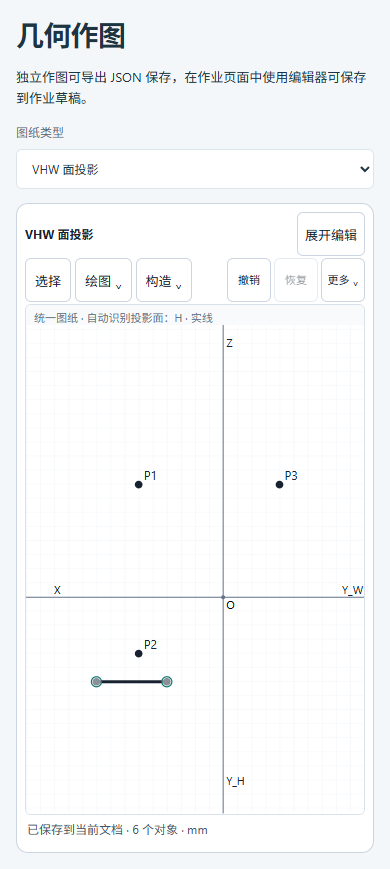 几何作图
独立作图可导出 JSON 保存，在作业页面中使用编辑器可保存
到作业草稿。
图纸类型
VHW 面投影
VHW 面投影
展开编辑
选择
绘图
构造
撤销
恢复
更多
统一图纸 · 自动识别投影面：H · 实线
Z
P1
P3
X
Y_W
O
P2
Y_H
已保存到当前文档 · 6 个对象 · mm